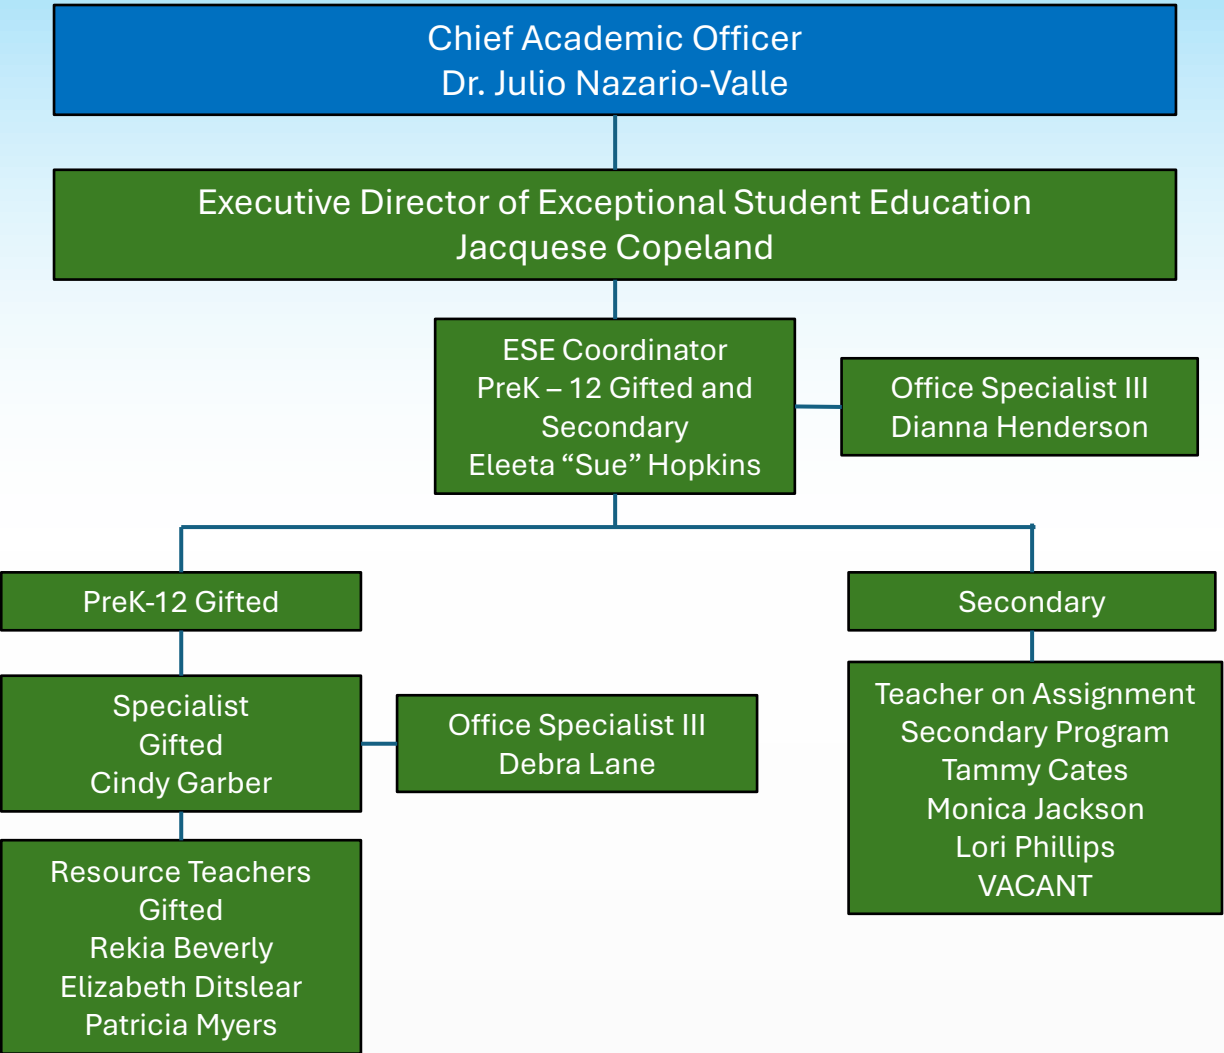 Chief Academic Officer
Dr. Julio Nazario-Valle
Executive Director of Exceptional Student Education
Jacquese Copeland
ESE Coordinator
PreK – 12 Gifted and
Secondary
Eleeta “Sue” Hopkins
Office Specialist III
Dianna Henderson
PreK-12 Gifted
Specialist
Gifted
Cindy Garber
Office Specialist III
Debra Lane
Resource Teachers
Gifted
Rekia Beverly
Elizabeth Ditslear
Patricia Myers
Secondary
Teacher on Assignment
Secondary Program
Tammy Cates
Monica Jackson
Lori Phillips
VACANT